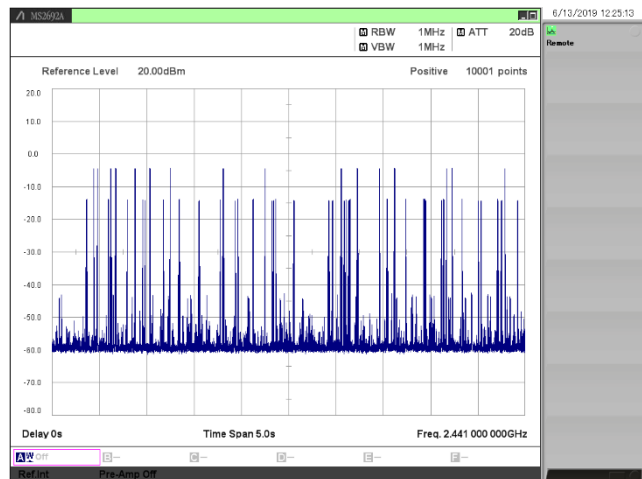 MS2692A
6/13/2019 12:25:13
RBW 1MHz ATT 20dB
VBW 1MHz
Remote
Reference Level 20.00dBm Positive 10001 points
20.0
10.0
0.0
-10.0
-20.0
-30.0
-40.0
-50.0
-60.0
-70.0
-80.0
Delay 0s Time Span 5.0s Freq. 2.441 000 000GHz
A W Off B -- C -- D -- E -- F --
Ref.Int Pre-Amp Off